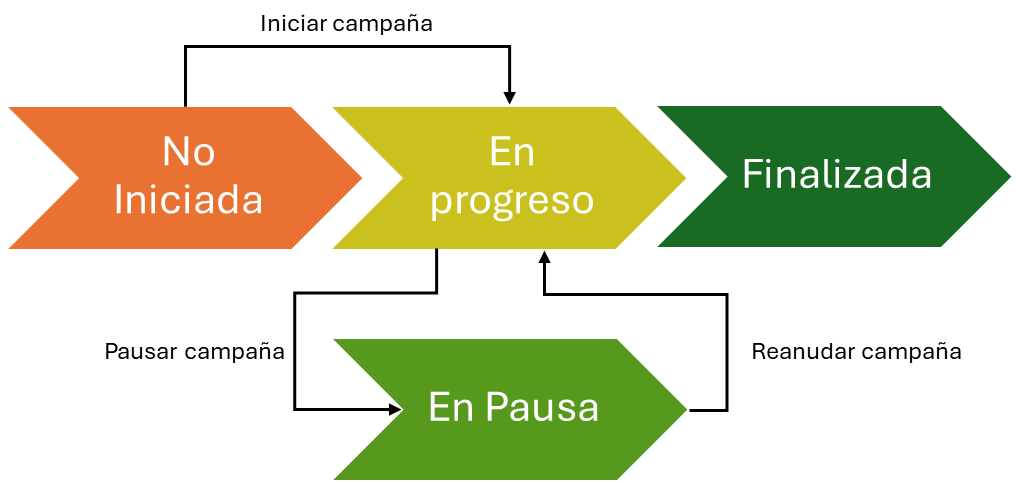 Iniciar campaña
No
Iniciada
En
progreso
Finalizada
Pausar campaña
En Pausa
Reanudar campaña